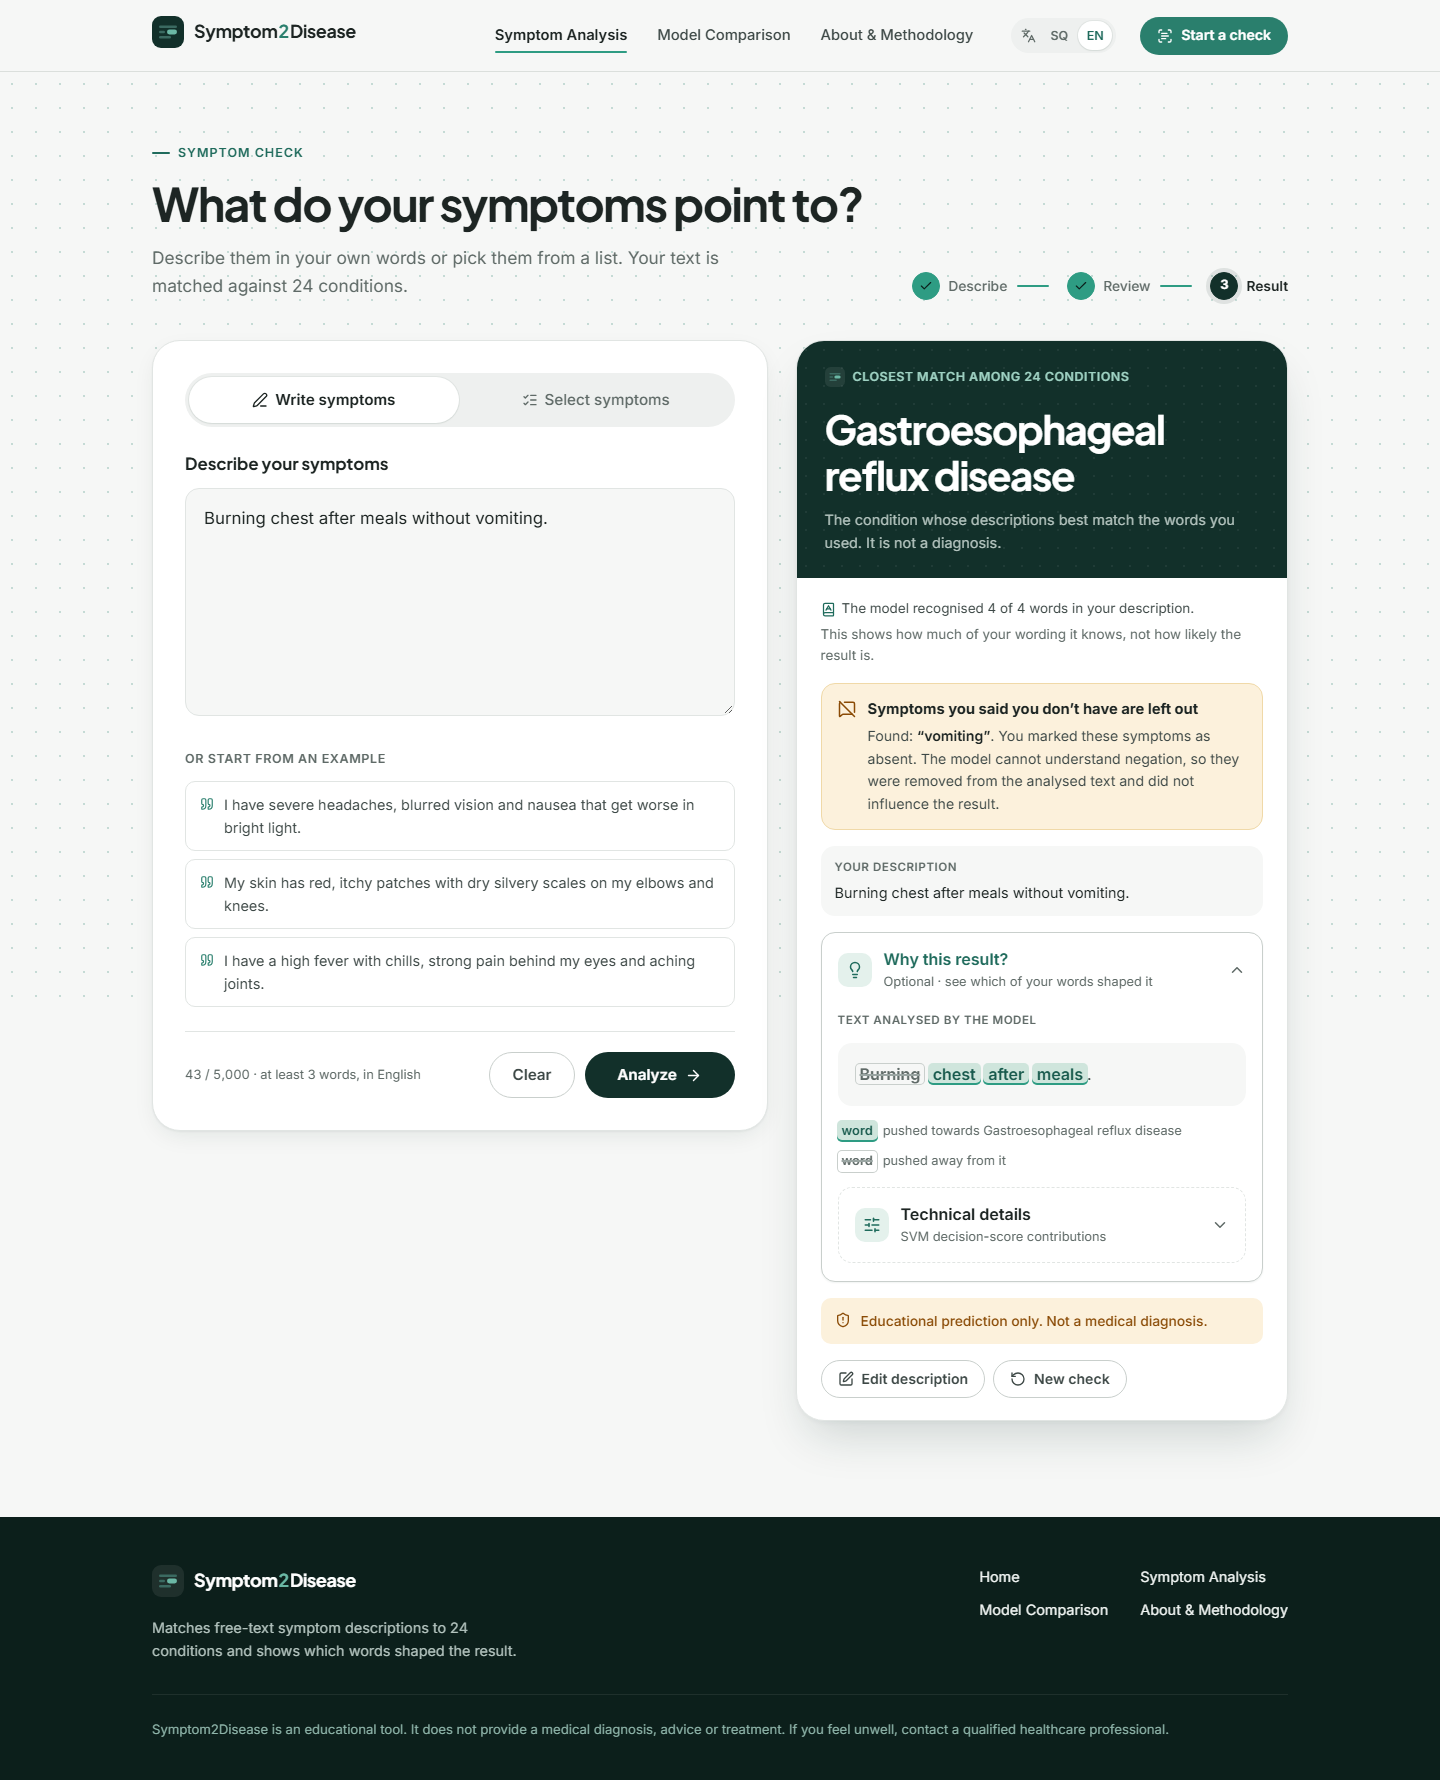 Symptom2Disease
Symptom Analysis
Model Comparison
About & Methodology
SQ
EN
Start a check
SYMPTOM CHECK
What do your symptoms point to?
Describe them in your own words or pick them from a list. Your text is
matched against 24 conditions.
Describe
Review
3
Result
Write symptoms
Select symptoms
Describe your symptoms
Burning chest after meals without vomiting.
OR START FROM AN EXAMPLE
I have severe headaches, blurred vision and nausea that get worse in
bright light.
My skin has red, itchy patches with dry silvery scales on my elbows and
knees.
I have a high fever with chills, strong pain behind my eyes and aching
joints.
43 / 5,000 · at least 3 words, in English
Clear
Analyze
CLOSEST MATCH AMONG 24 CONDITIONS
Gastroesophageal
reflux disease
The condition whose descriptions best match the words you
used. It is not a diagnosis.
The model recognised 4 of 4 words in your description.
This shows how much of your wording it knows, not how likely the
result is.
Symptoms you said you don’t have are left out
Found: “vomiting”. You marked these symptoms as
absent. The model cannot understand negation, so they
were removed from the analysed text and did not
influence the result.
YOUR DESCRIPTION
Burning chest after meals without vomiting.
Why this result?
Optional · see which of your words shaped it
TEXT ANALYSED BY THE MODEL
Burning chest after meals.
word pushed towards Gastroesophageal reflux disease
word pushed away from it
Technical details
SVM decision-score contributions
Educational prediction only. Not a medical diagnosis.
Edit description
New check
Symptom2Disease
Matches free-text symptom descriptions to 24
conditions and shows which words shaped the result.
Home
Symptom Analysis
Model Comparison
About & Methodology
Symptom2Disease is an educational tool. It does not provide a medical diagnosis, advice or treatment. If you feel unwell, contact a qualified healthcare professional.